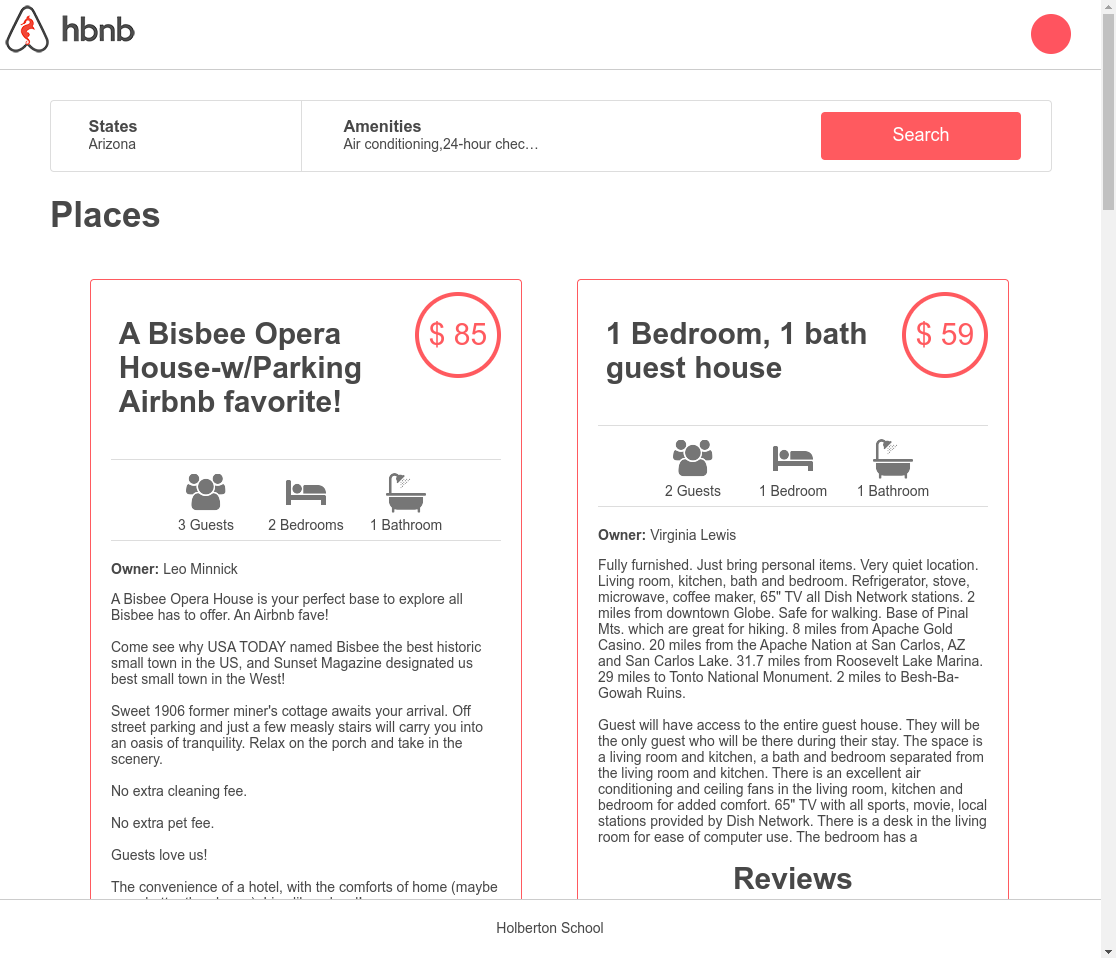 hbnb
States
Arizona
Amenities
Air conditioning,24-hour chec…
Search
Places
A Bisbee Opera
House-w/Parking
Airbnb favorite!
$ 85
3 Guests
2 Bedrooms
1 Bathroom
Owner: Leo Minnick
A Bisbee Opera House is your perfect base to explore all
Bisbee has to offer. An Airbnb fave!
Come see why USA TODAY named Bisbee the best historic
small town in the US, and Sunset Magazine designated us
best small town in the West!
Sweet 1906 former miner's cottage awaits your arrival. Off
street parking and just a few measly stairs will carry you into
an oasis of tranquility. Relax on the porch and take in the
scenery.
No extra cleaning fee.
No extra pet fee.
Guests love us!
The convenience of a hotel, with the comforts of home (maybe
1 Bedroom, 1 bath
guest house
$ 59
2 Guests
1 Bedroom
1 Bathroom
Owner: Virginia Lewis
Fully furnished. Just bring personal items. Very quiet location.
Living room, kitchen, bath and bedroom. Refrigerator, stove,
microwave, coffee maker, 65" TV all Dish Network stations. 2
miles from downtown Globe. Safe for walking. Base of Pinal
Mts. which are great for hiking. 8 miles from Apache Gold
Casino. 20 miles from the Apache Nation at San Carlos, AZ
and San Carlos Lake. 31.7 miles from Roosevelt Lake Marina.
29 miles to Tonto National Monument. 2 miles to Besh-Ba-
Gowah Ruins.
Guest will have access to the entire guest house. They will be
the only guest who will be there during their stay. The space is
a living room and kitchen, a bath and bedroom separated from
the living room and kitchen. There is an excellent air
conditioning and ceiling fans in the living room, kitchen and
bedroom for added comfort. 65" TV with all sports, movie, local
stations provided by Dish Network. There is a desk in the living
room for ease of computer use. The bedroom has a
Reviews
Holberton School